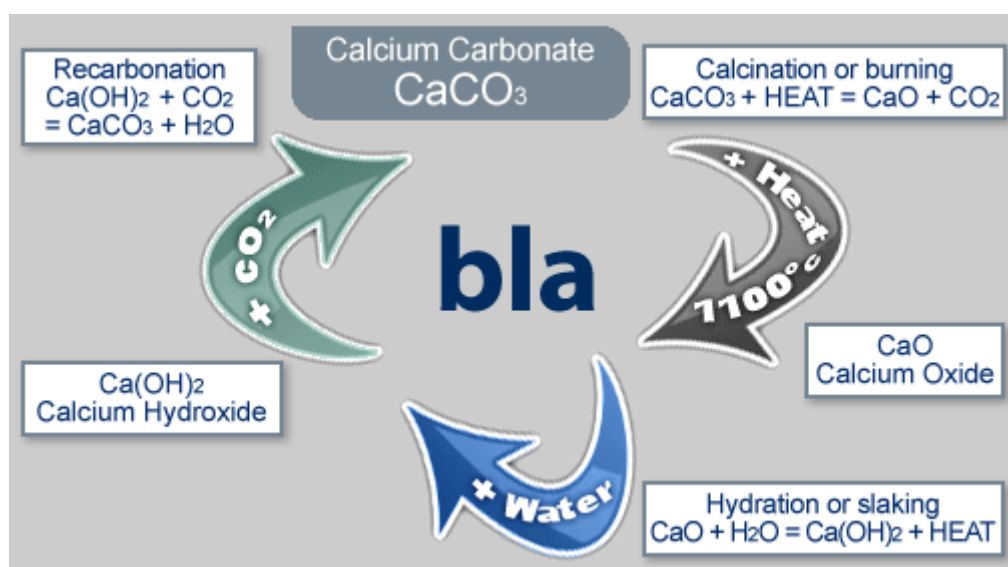 Calcium Carbonate
CaCO₃
Recarbonation
Ca(OH)₂ + CO₂
= CaCO₃ + H₂O
Calcination or burning
CaCO₃ + HEAT = CaO + CO₂
+ Heat
1100°c
+ CO₂
bla
CaO
Calcium Oxide
Ca(OH)₂
Calcium Hydroxide
+ Water
Hydration or slaking
CaO + H₂O = Ca(OH)₂ + HEAT